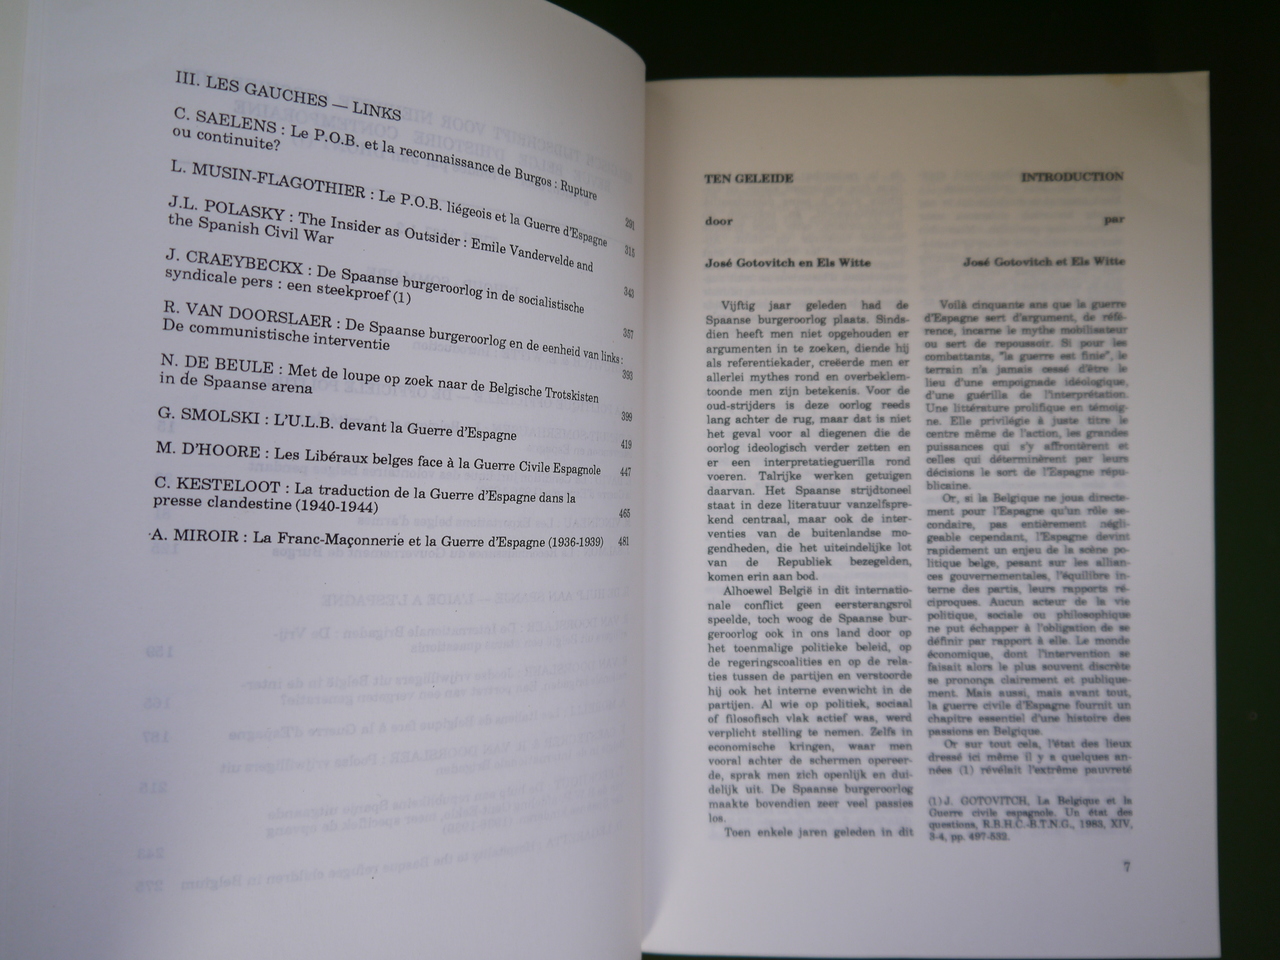 III. LES GAUCHES — LINKS
C. SAELENS : Le P.O.B. et la reconnaissance de Burgos : Rupture
ou continuite? 291
L. MUSIN-FLAGOTHIER : Le P.O.B. liégeois et la Guerre d'Espagne 315
J.L. POLASKY : The Insider as Outsider : Emile Vandervelde and
the Spanish Civil War 343
J. CRAEYBECKX : De Spaanse burgeroorlog in de socialistische
syndicale pers : een steekproef (1) 357
R. VAN DOORSLAER : De Spaanse burgeroorlog en de eenheid van links :
De communistische interventie 393
N. DE BEULE : Met de loupe op zoek naar de Belgische Trotskisten
in de Spaanse arena 399
G. SMOLSKI : L'U.L.B. devant la Guerre d'Espagne 419
M. D'HOORE : Les Libéraux belges face à la Guerre Civile Espagnole 447
C. KESTELOOT : La traduction de la Guerre d'Espagne dans la
presse clandestine (1940-1944) 465
A. MIROIR : La Franc-Maçonnerie et la Guerre d'Espagne (1936-1939) 481
TEN GELEIDE
door
José Gotovitch en Els Witte
Vijftig jaar geleden had de
Spaanse burgeroorlog plaats. Sinds-
dien heeft men niet opgehouden er
argumenten in te zoeken, diende hij
als referentiekader, creëerde men er
allerlei mythes rond en overbeklem-
toonde men zijn betekenis. Voor de
oud-strijders is deze oorlog reeds
lang achter de rug, maar dat is niet
het geval voor al diegenen die de
oorlog ideologisch verder zetten en
er een interpretatieguerilla rond
voeren. Talrijke werken getuigen
daarvan. Het Spaanse strijdtoneel
staat in deze literatuur vanzelfspre-
kend centraal, maar ook de inter-
venties van de buitenlandse mo-
gendheden, die het uiteindelijke lot
van de Republiek bezegelden,
komen erin aan bod.
Alhoewel België in dit internatio-
nale conflict geen eersterangsrol
speelde, toch woog de Spaanse bur-
geroorlog ook in ons land door op
het toenmalige politieke beleid, op
de regeringscoalities en op de rela-
ties tussen de partijen en verstoorde
hij ook het interne evenwicht in de
partijen. Al wie op politiek, sociaal
of filosofisch vlak actief was, werd
verplicht stelling te nemen. Zelfs in
economische kringen, waar men
vooral achter de schermen opereer-
de, sprak men zich openlijk en dui-
delijk uit. De Spaanse burgeroorlog
maakte bovendien zeer veel passies
los.
Toen enkele jaren geleden in dit
INTRODUCTION
par
José Gotovitch et Els Witte
Voilà cinquante ans que la guerre
d'Espagne sert d'argument, de réfé-
rence, incarne le mythe mobilisateur
ou sert de repoussoir. Si pour les
combattants, "la guerre est finie", le
terrain n'a jamais cessé d'être le
lieu d'une empoignade idéologique,
d'une guérilla de l'interprétation.
Une littérature prolifique en témoig-
ne. Elle privilégie à juste titre le
centre même de l'action, les grandes
puissances qui s'y affrontèrent et
celles qui déterminèrent par leurs
décisions le sort de l'Espagne répu-
blicaine.
Or, si la Belgique ne joua directe-
ment pour l'Espagne qu'un rôle se-
condaire, pas entièrement négli-
geable cependant, l'Espagne devint
rapidement un enjeu de la scène po-
litique belge, pesant sur les allian-
ces gouvernementales, l'équilibre in-
terne des partis, leurs rapports ré-
ciproques. Aucun acteur de la vie
politique, sociale ou philosophique
ne put échapper à l'obligation de se
définir par rapport à elle. Le monde
économique, dont l'intervention se
faisait alors le plus souvent discrète
se prononça clairement et publique-
ment. Mais aussi, mais avant tout,
la guerre civile d'Espagne fournit un
chapitre essentiel d'une histoire des
passions en Belgique.
Or sur tout cela, l'état des lieux
dressé ici même il y a quelques an-
nées (1) révélait l'extrême pauvreté
(1) J. GOTOVITCH, La Belgique et la
Guerre civile espagnole. Un état des
questions, R.B.H.C.-B.T.N.G., 1983, XIV,
3-4, pp. 497-532.
7